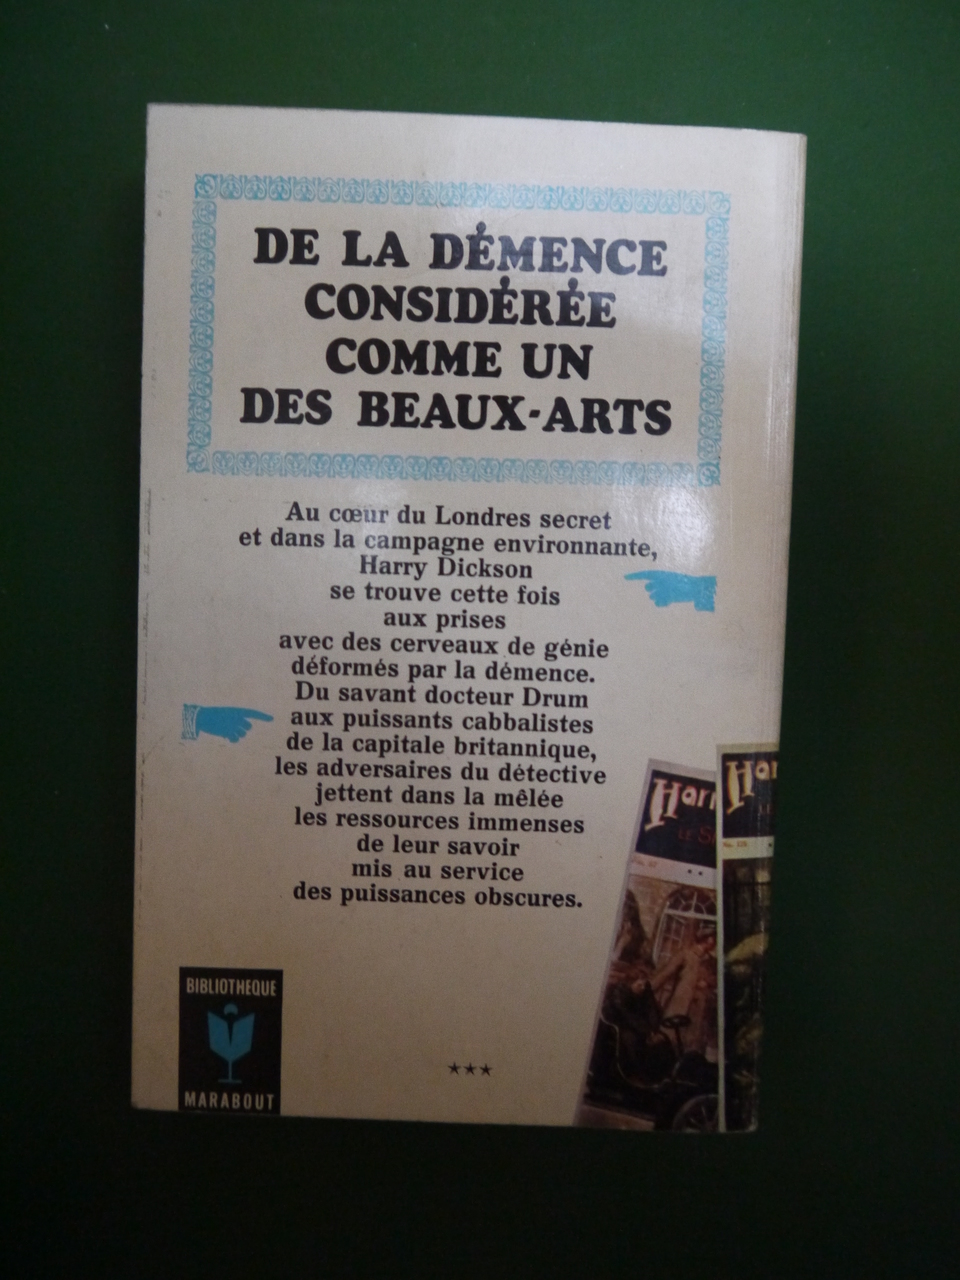 DE LA DÉMENCE
CONSIDÉRÉE
COMME UN
DES BEAUX-ARTS
Au cœur du Londres secret
et dans la campagne environnante,
Harry Dickson
se trouve cette fois
aux prises
avec des cerveaux de génie
déformés par la démence.
Du savant docteur Drum
aux puissants cabbalistes
de la capitale britannique,
les adversaires du détective
jettent dans la mêlée
les ressources immenses
de leur savoir
mis au service
des puissances obscures.
Harr
LE S
Har
BIBLIOTHEQUE
MARABOUT
★★★